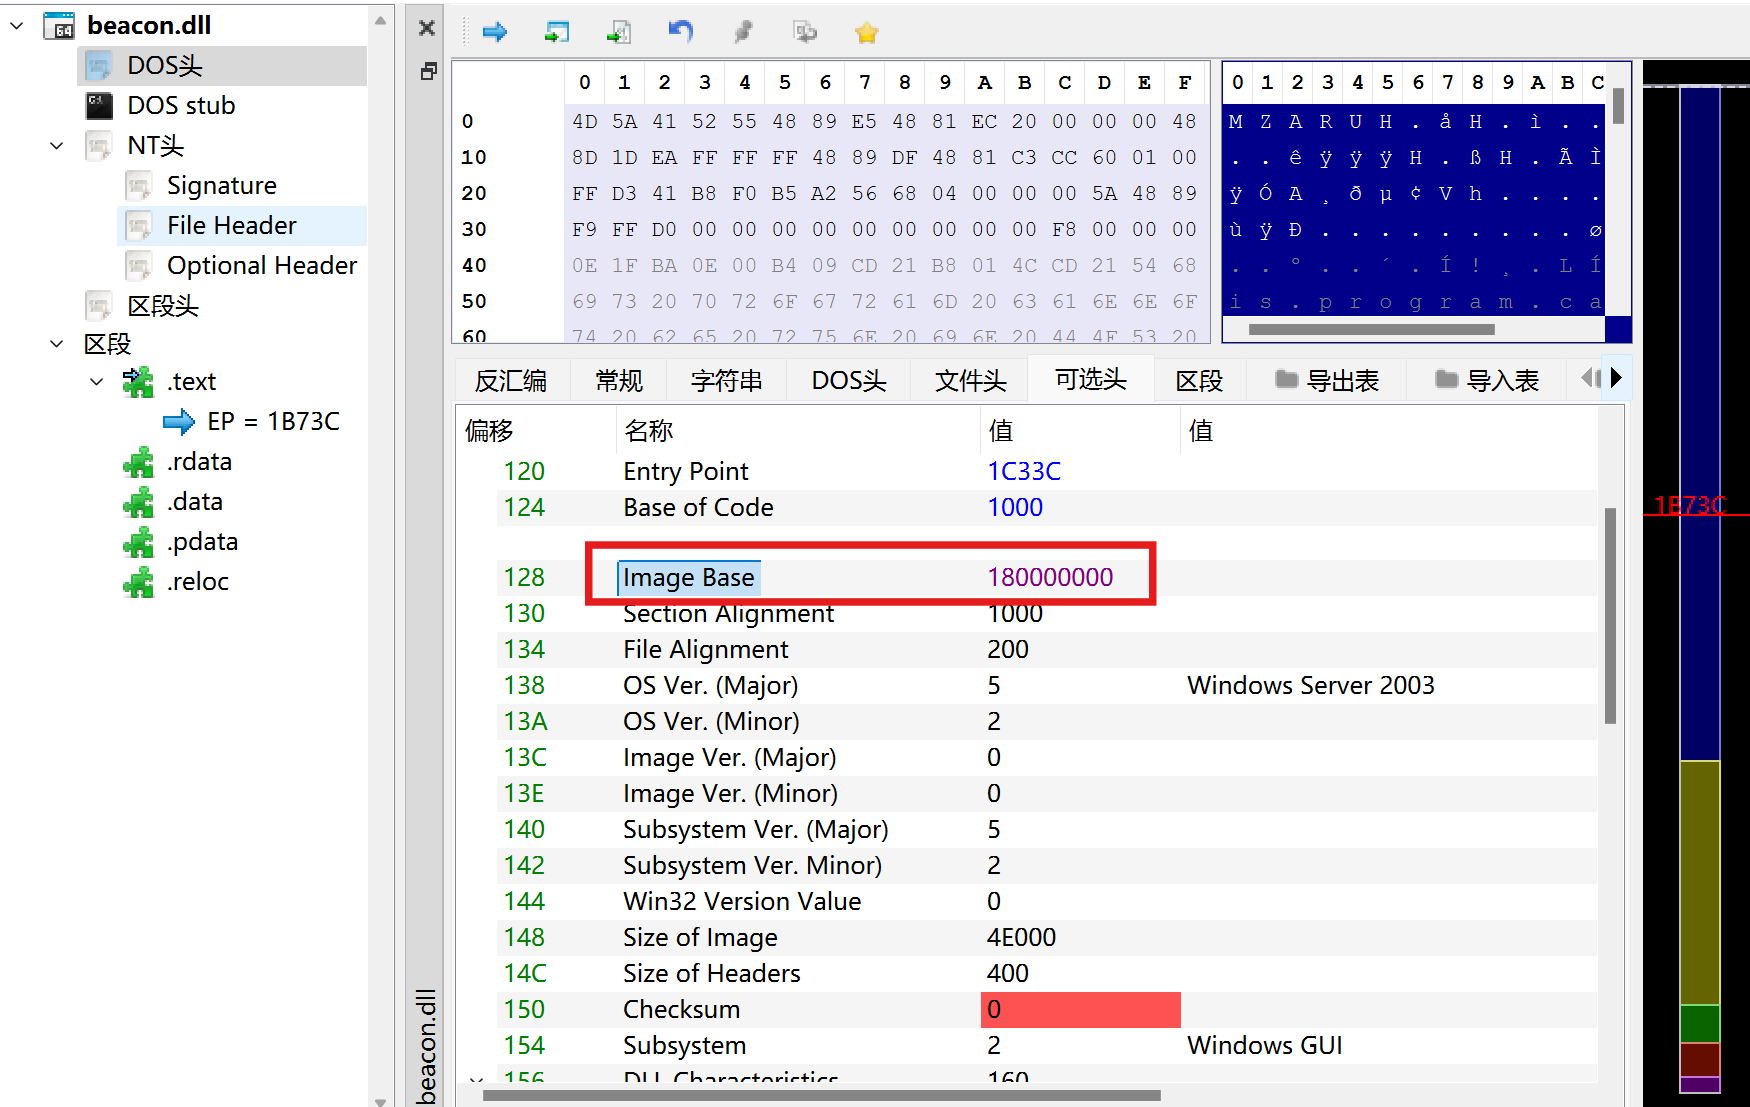 beacon.dll
DOS头
DOS stub
NT头
Signature
File Header
Optional Header
区段头
区段
.text
EP = 1B73C
.rdata
.data
.pdata
.reloc
beacon.dll
0 1 2 3 4 5 6 7 8 9 A B C D E F
0 4D 5A 41 52 55 48 89 E5 48 81 EC 20 00 00 00 48
10 8D 1D EA FF FF FF 48 89 DF 48 81 C3 CC 60 01 00
20 FF D3 41 B8 F0 B5 A2 56 68 04 00 00 00 5A 48 89
30 F9 FF D0 00 00 00 00 00 00 00 00 00 F8 00 00 00
40 0E 1F BA 0E 00 B4 09 CD 21 B8 01 4C CD 21 54 68
50 69 73 20 70 72 6F 67 72 61 6D 20 63 61 6E 6E 6F
60 74 20 62 65 20 72 75 6E 20 69 6E 20 44 4F 53 20
0 1 2 3 4 5 6 7 8 9 A B C
M Z A R U H . å H . ì . .
. . ê ÿ ÿ ÿ H . ß H . Ã Ì
ÿ Ó A ¸ ð µ ¢ V h . . . .
ù ÿ Ð . . . . . . . . . ø
. . º . . ´ . Í ! ¸ . L Í
i s . p r o g r a m . c a
反汇编 常规 字符串 DOS头 文件头 可选头 区段 导出表 导入表
偏移 名称 值 值
120 Entry Point 1C33C
124 Base of Code 1000
128 Image Base 180000000
130 Section Alignment 1000
134 File Alignment 200
138 OS Ver. (Major) 5 Windows Server 2003
13A OS Ver. (Minor) 2
13C Image Ver. (Major) 0
13E Image Ver. (Minor) 0
140 Subsystem Ver. (Major) 5
142 Subsystem Ver. Minor) 2
144 Win32 Version Value 0
148 Size of Image 4E000
14C Size of Headers 400
150 Checksum 0
154 Subsystem 2 Windows GUI
156 DLL Characteristics 160
1B73C